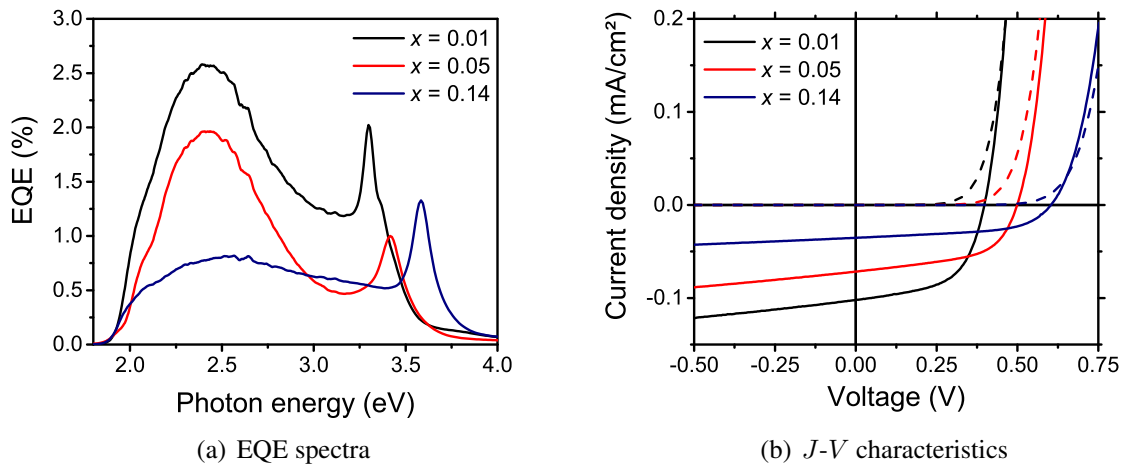 3.0
2.5
2.0
1.5
1.0
0.5
0.0
EQE (%)
x = 0.01
x = 0.05
x = 0.14
2.0 2.5 3.0 3.5 4.0
Photon energy (eV)
(a) EQE spectra
0.2
0.1
0.0
-0.1
Current density (mA/cm²)
x = 0.01
x = 0.05
x = 0.14
-0.50 -0.25 0.00 0.25 0.50 0.75
Voltage (V)
(b) J-V characteristics